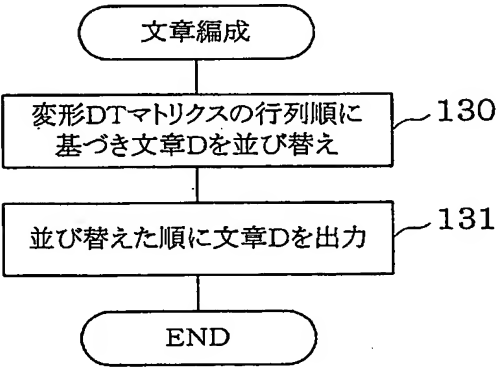 文章編成
変形DTマトリクスの行列順に
基づき文章Dを並び替え
130
並び替えた順に文章Dを出力
131
END